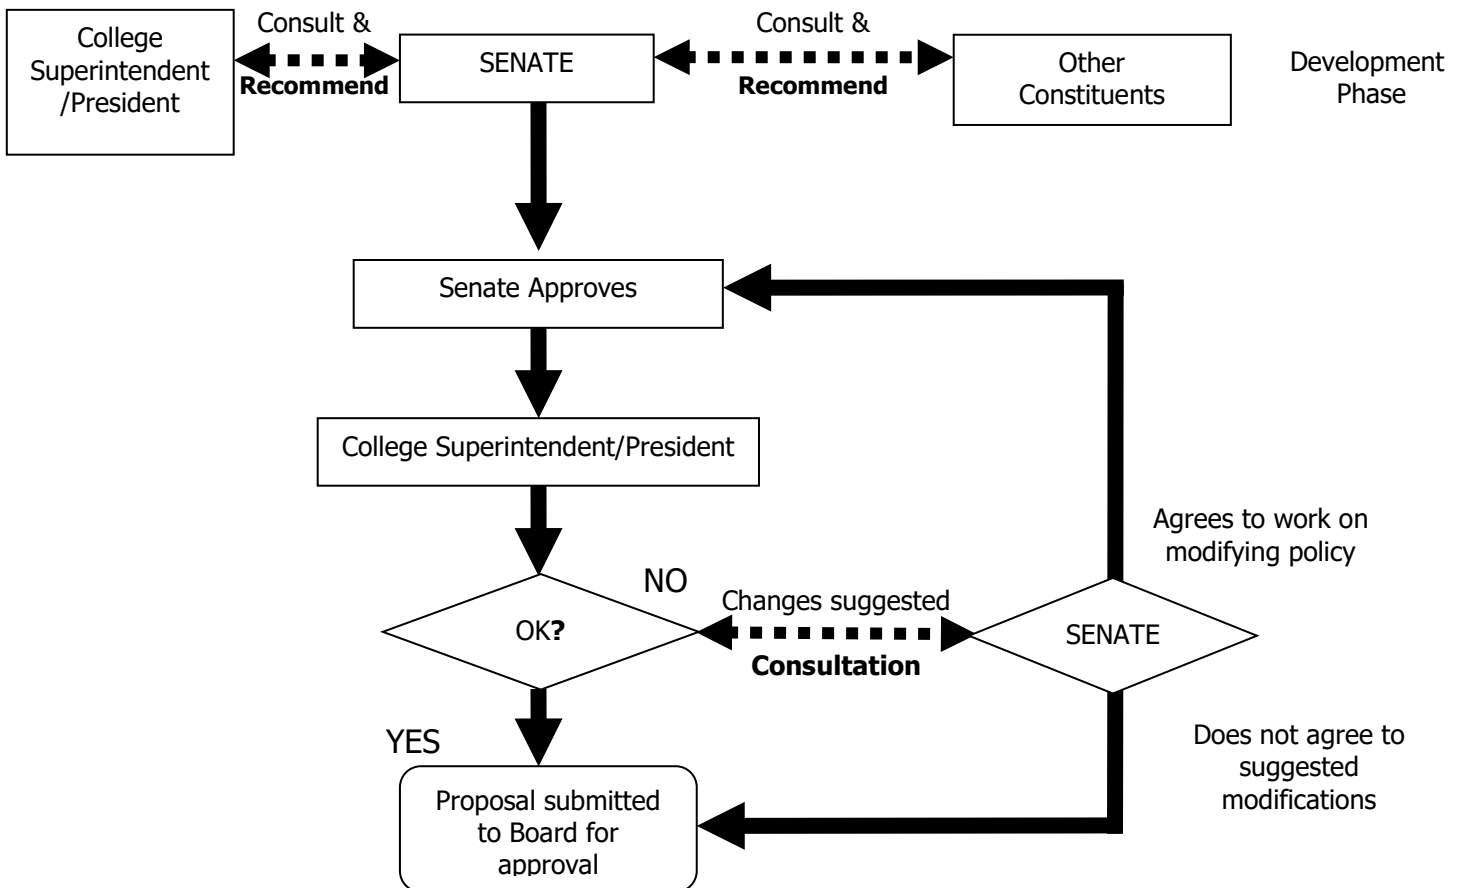 College
Superintendent
/President
Consult &
Recommend
SENATE
Consult &
Recommend
Other
Constituents
Development
Phase
Senate Approves
College Superintendent/President
Agrees to work on
modifying policy
OK?
NO
Changes suggested
Consultation
SENATE
YES
Does not agree to
suggested
modifications
Proposal submitted
to Board for
approval